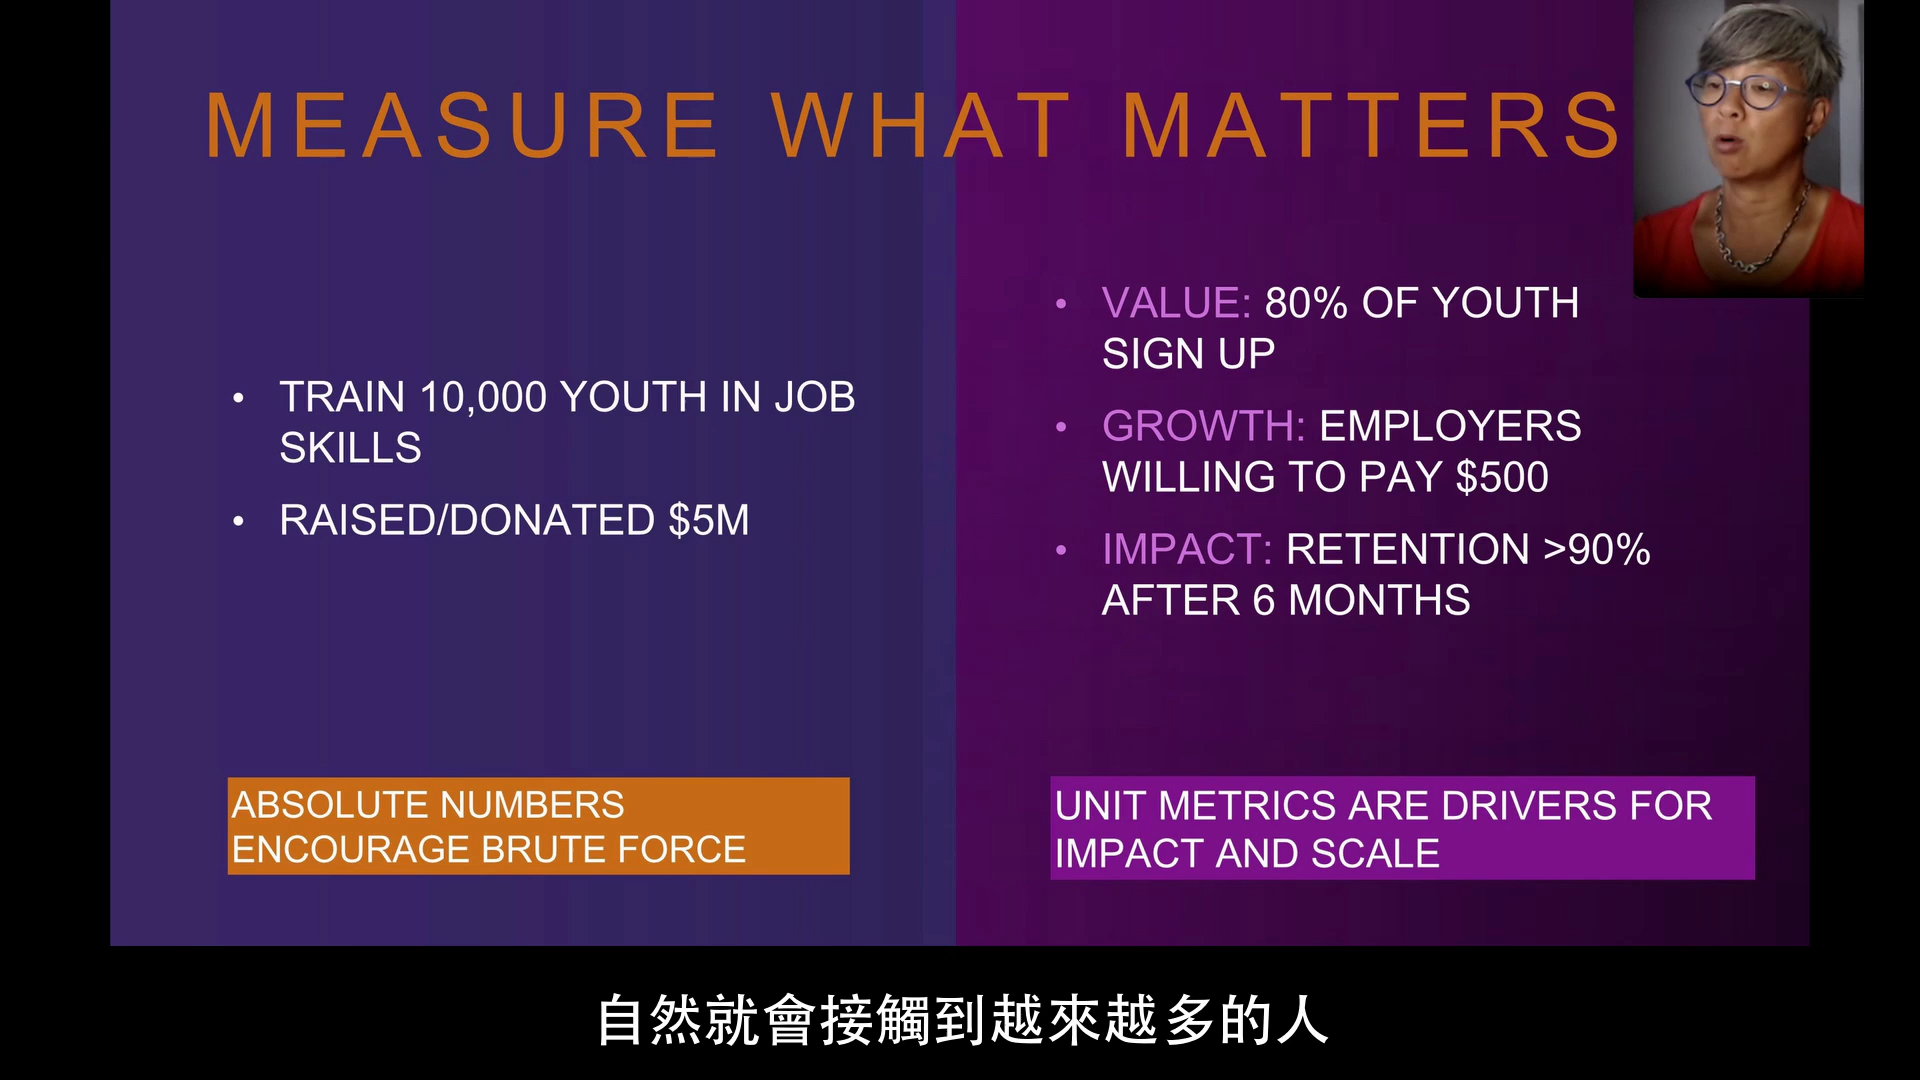 MEASURE WHAT MATTERS
• TRAIN 10,000 YOUTH IN JOB
SKILLS
• RAISED/DONATED $5M
ABSOLUTE NUMBERS
ENCOURAGE BRUTE FORCE
• VALUE: 80% OF YOUTH
SIGN UP
• GROWTH: EMPLOYERS
WILLING TO PAY $500
• IMPACT: RETENTION >90%
AFTER 6 MONTHS
UNIT METRICS ARE DRIVERS FOR
IMPACT AND SCALE
自然就會接觸到越來越多的人